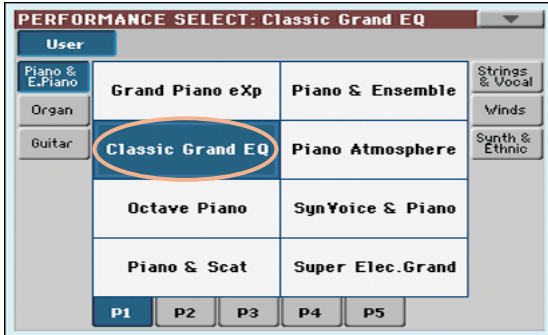 PERFORMANCE SELECT: Classic Grand EQ
User
Piano &
E.Piano
Organ
Guitar
Grand Piano eXp
Piano & Ensemble
Classic Grand EQ
Piano Atmosphere
Octave Piano
SynVoice & Piano
Piano & Scat
Super Elec.Grand
Strings
& Vocal
Winds
Synth &
Ethnic
P1 P2 P3 P4 P5